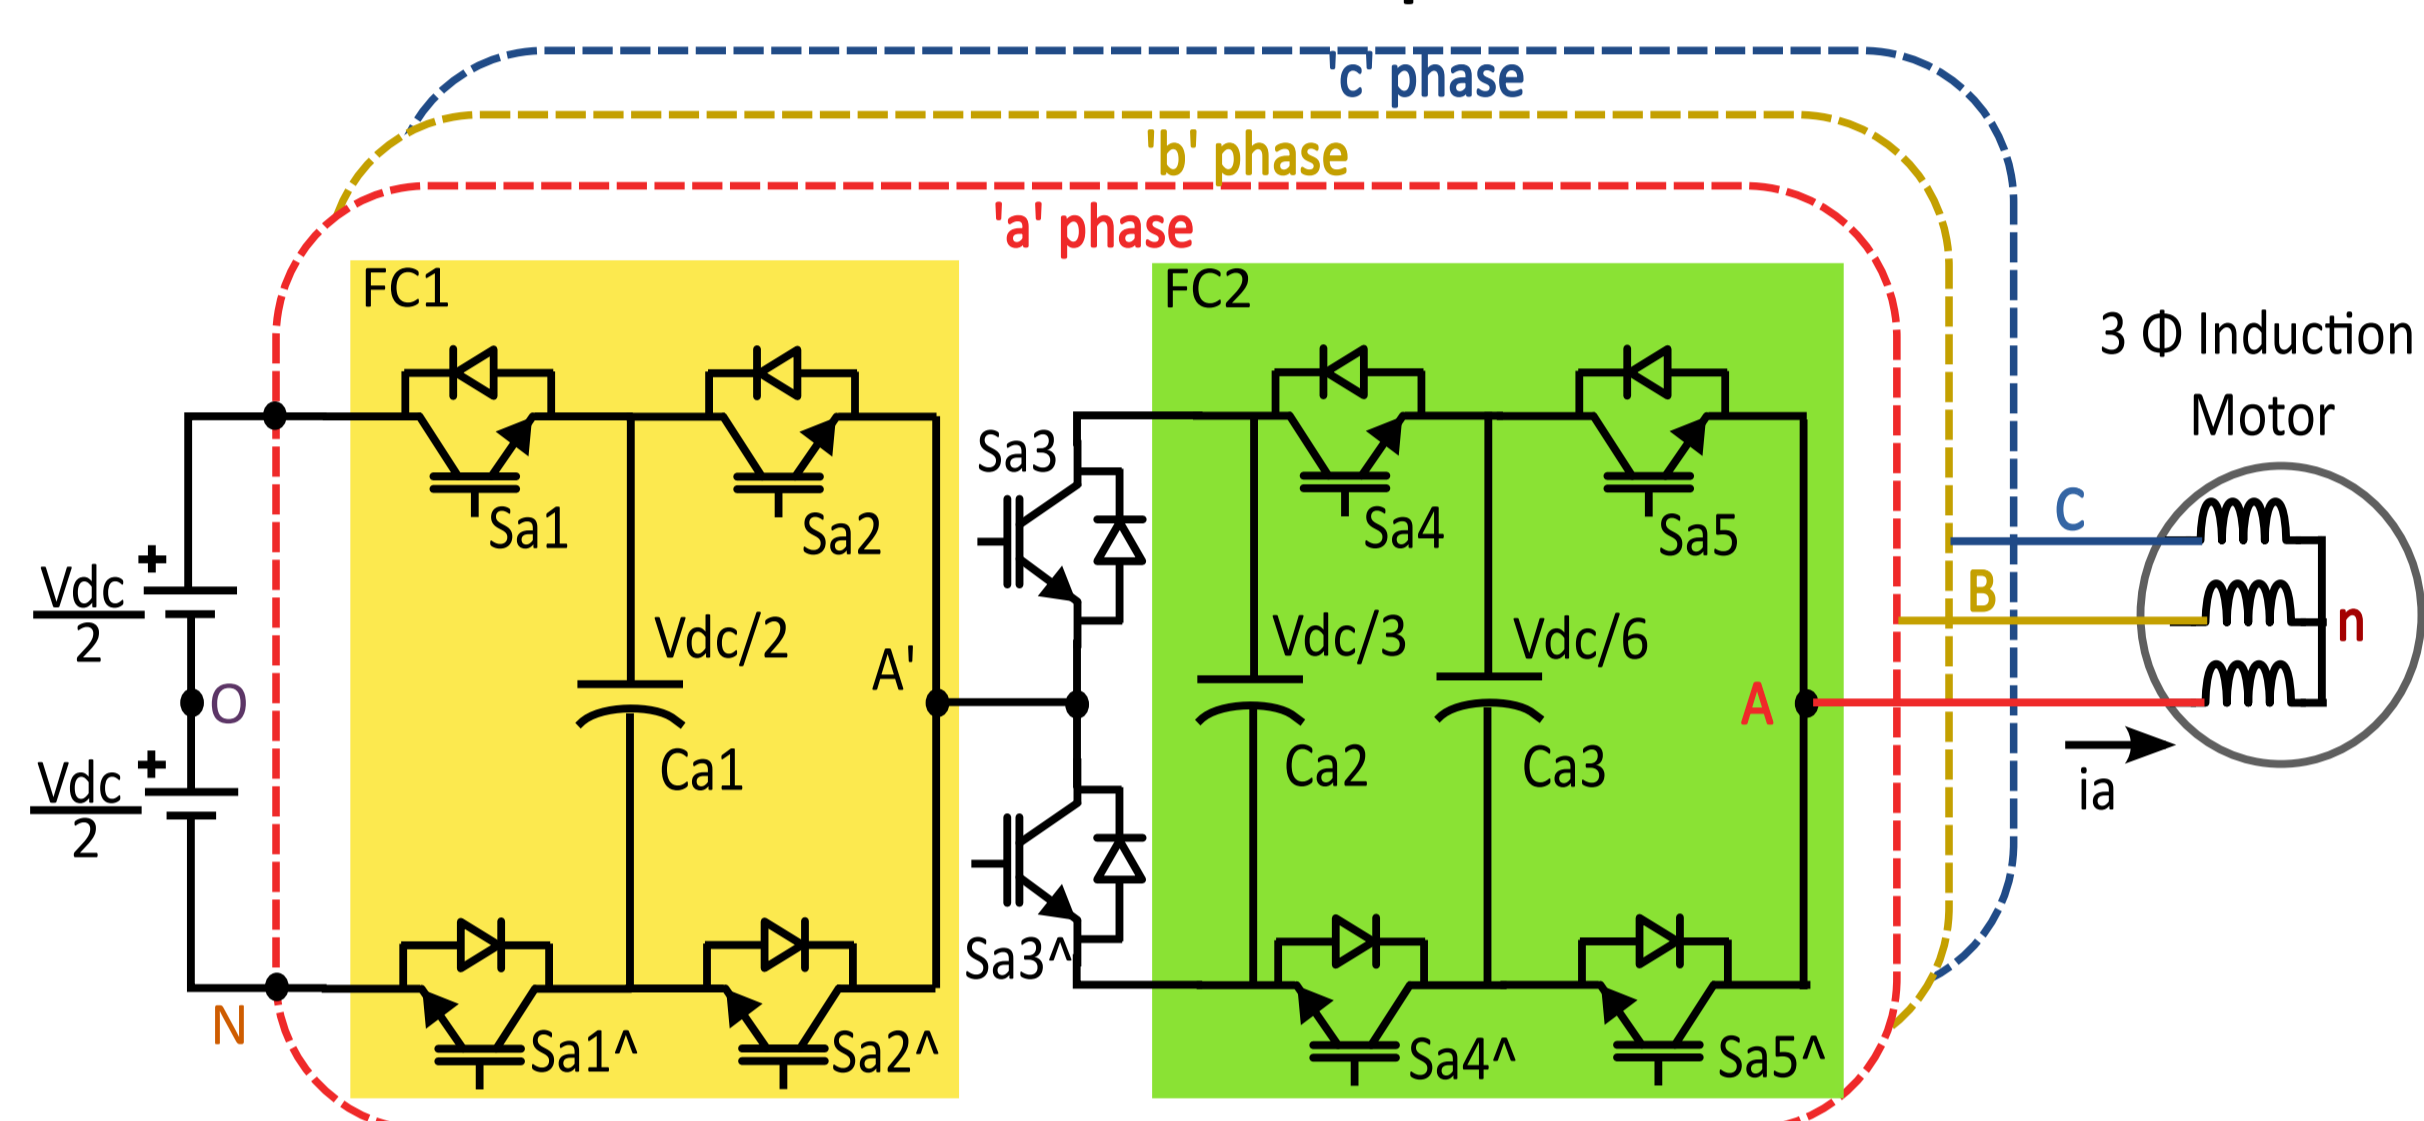 'c' phase
'b' phase
'a' phase
FC1
FC2
3 Φ Induction
Motor
Sa1
Sa2
Sa3
Sa4
Sa5
C
B
n
A
ia
+
Vdc
2
O
+
Vdc
2
N
Vdc/2
Ca1
A'
Vdc/3
Ca2
Vdc/6
Ca3
Sa3^
Sa1^
Sa2^
Sa4^
Sa5^